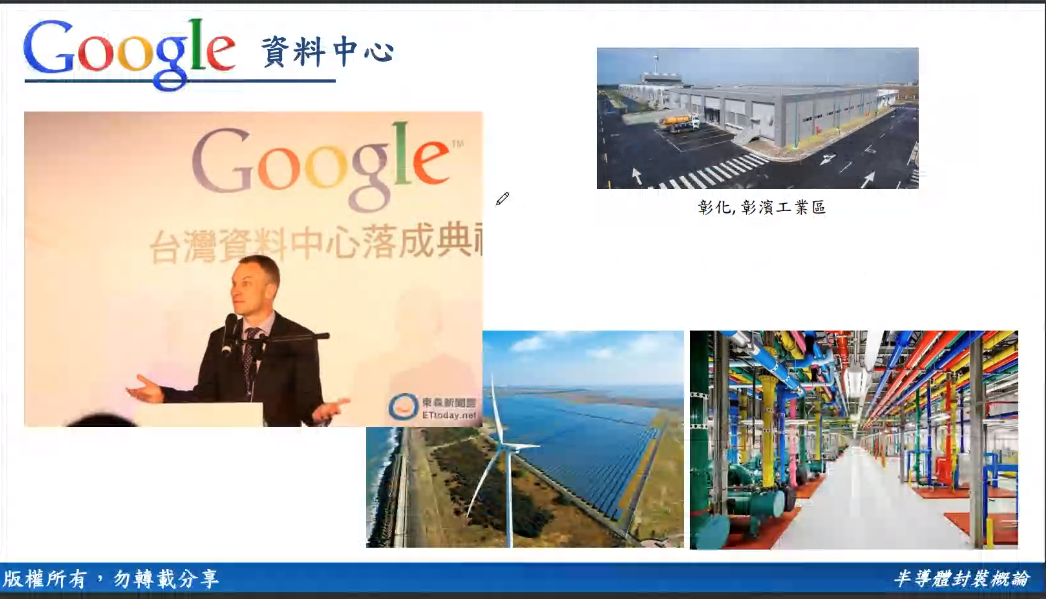 Google 資料中心
Google™
台灣資料中心落成典
東森新聞雲
ETtoday.net
彰化, 彰濱工業區
版權所有，勿轉載分享
半導體封裝概論